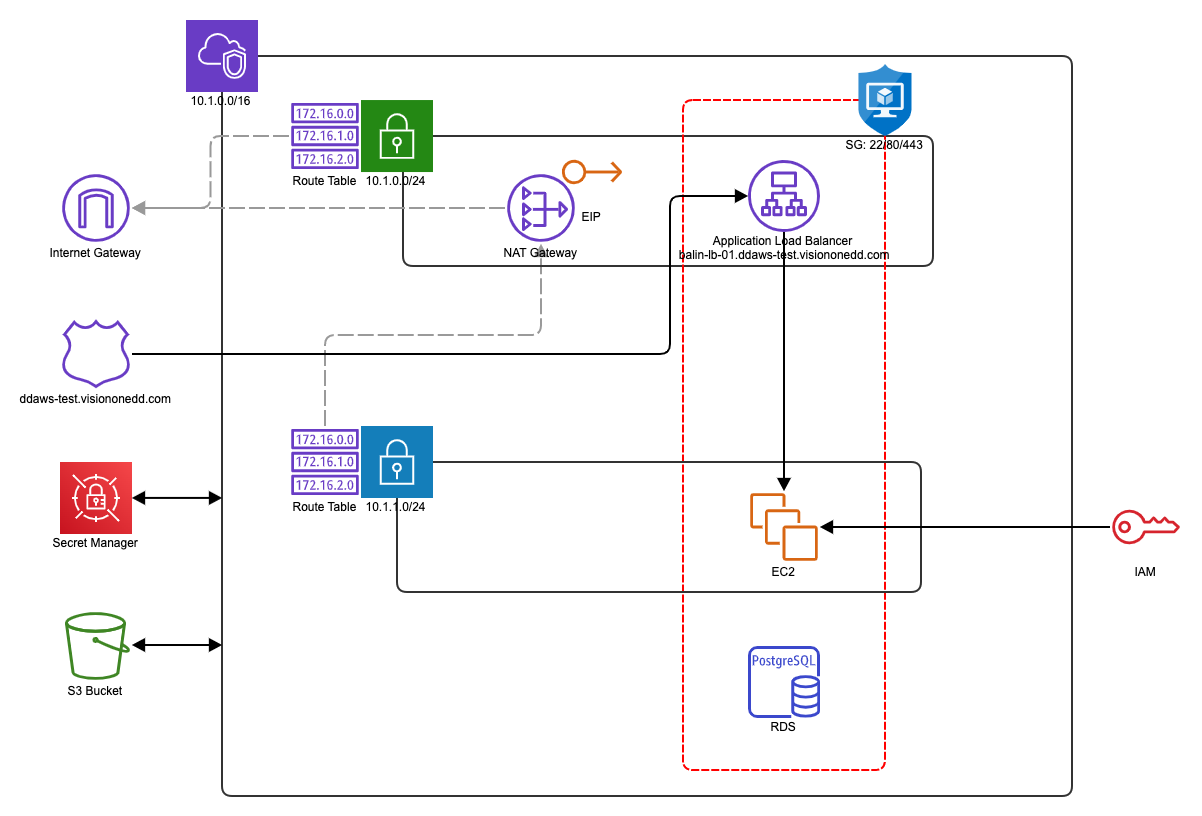 10.1.0.0/16
172.16.0.0
172.16.1.0
172.16.2.0
Route Table
10.1.0.0/24
SG: 22/80/443
EIP
Internet Gateway
NAT Gateway
Application Load Balancer
balin-lb-01.ddaws-test.visiononedd.com
ddaws-test.visiononedd.com
172.16.0.0
172.16.1.0
172.16.2.0
Route Table
10.1.1.0/24
Secret Manager
EC2
IAM
PostgreSQL
S3 Bucket
RDS